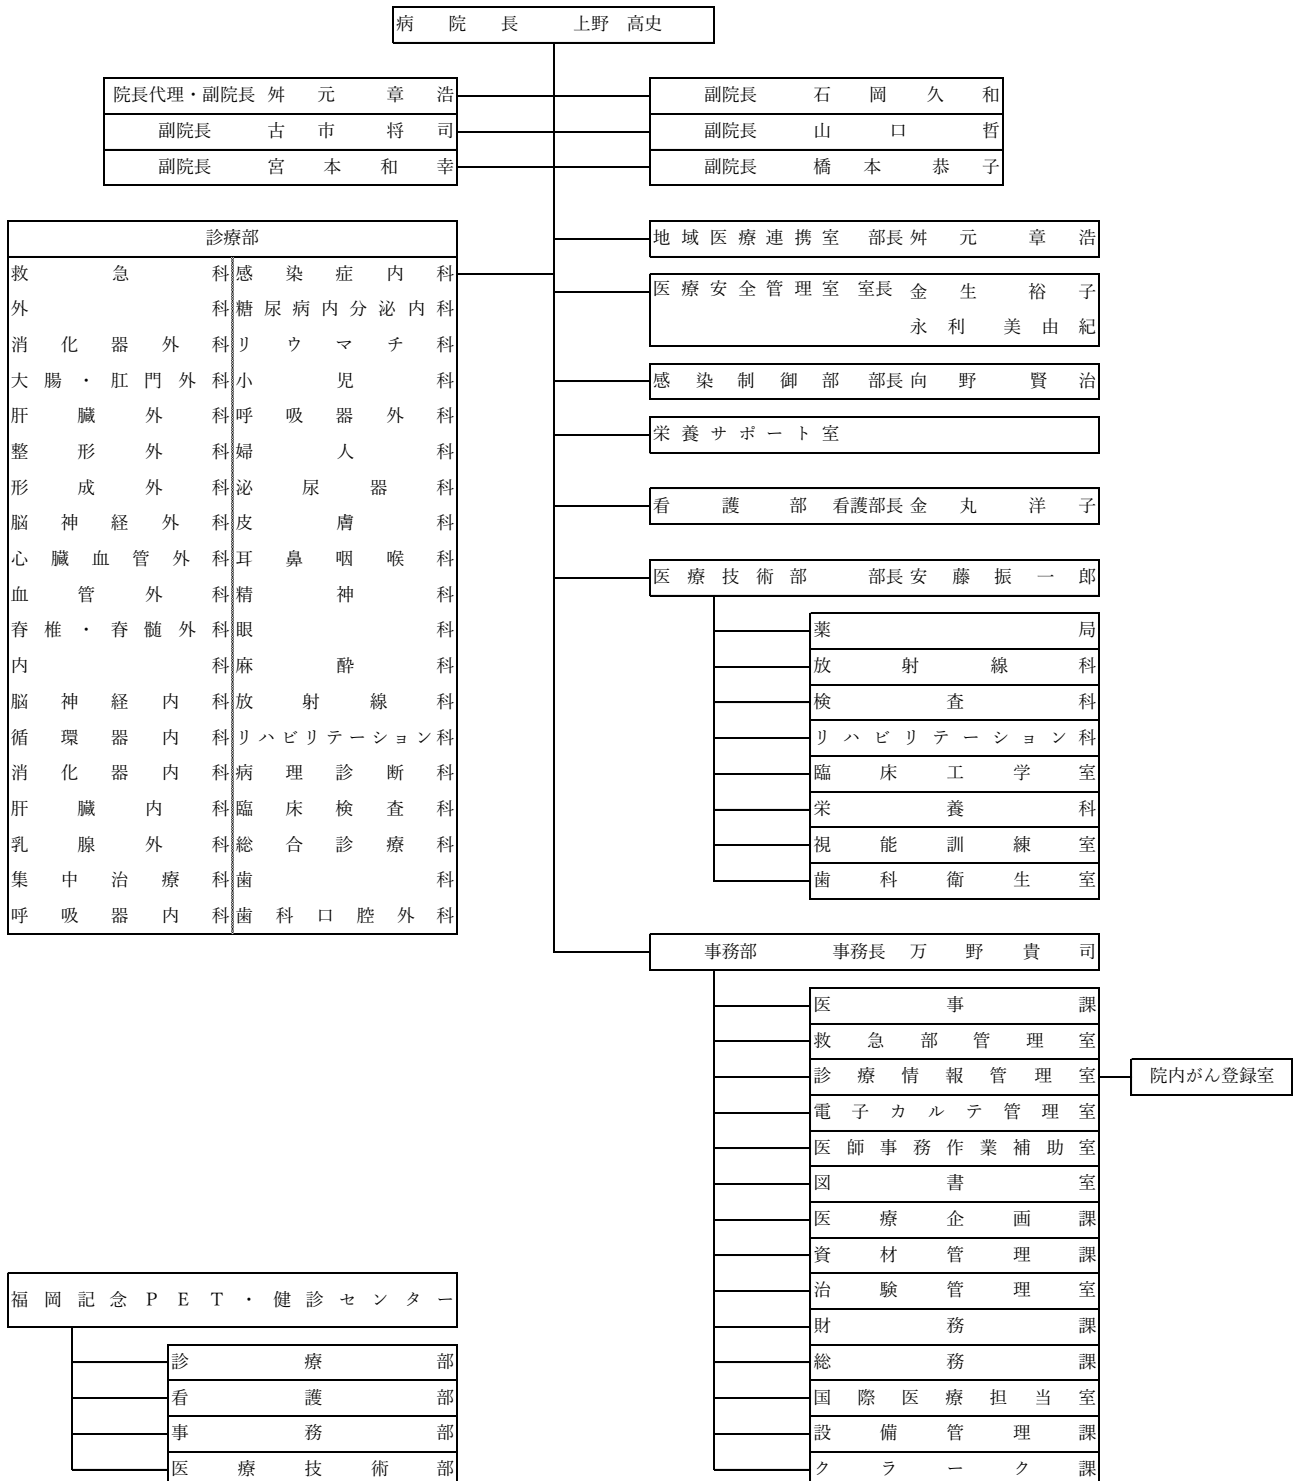 病院長 上野 高史
院長代理・副院長 舛元 章浩
副院長 古市 将司
副院長 宮本 和幸
副院長 石岡 久和
副院長 山口 哲
副院長 橋本 恭子
診療部
救急科
外科
消化器外科
大腸・肛門外科
肝臓外科
整形外科
形成外科
脳神経外科
心臓血管外科
血管外科
脊椎・脊髄外科
内科
脳神経内科
循環器内科
消化器内科
肝臓内科
乳腺外科
集中治療科
呼吸器内科
感染症内科
糖尿病内分泌内科
リウマチ科
小児科
呼吸器外科
婦人科
泌尿器科
皮膚科
耳鼻咽喉科
精神科
眼科
麻酔科
放射線科
リハビリテーション科
病理診断科
臨床検査科
総合診療科
歯科
歯科口腔外科
地域医療連携室 部長 舛元 章浩
医療安全管理室 室長 金生 裕子
永利 美由紀
感染制御部 部長 向野 賢治
栄養サポート室
看護部 看護部長 金丸 洋子
医療技術部 部長 安藤振一郎
薬局
放射線科
検査科
リハビリテーション科
臨床工学室
栄養科
視能訓練室
歯科衛生室
事務部 事務長 万野 貴司
医事課
救急部管理室
診療情報管理室
院内がん登録室
電子カルテ管理室
医師事務作業補助室
図書室
医療企画課
資材管理課
治験管理室
財務課
総務課
国際医療担当室
設備管理課
クラーク課
福岡記念PET・健診センター
診療部
看護部
事務部
医療技術部